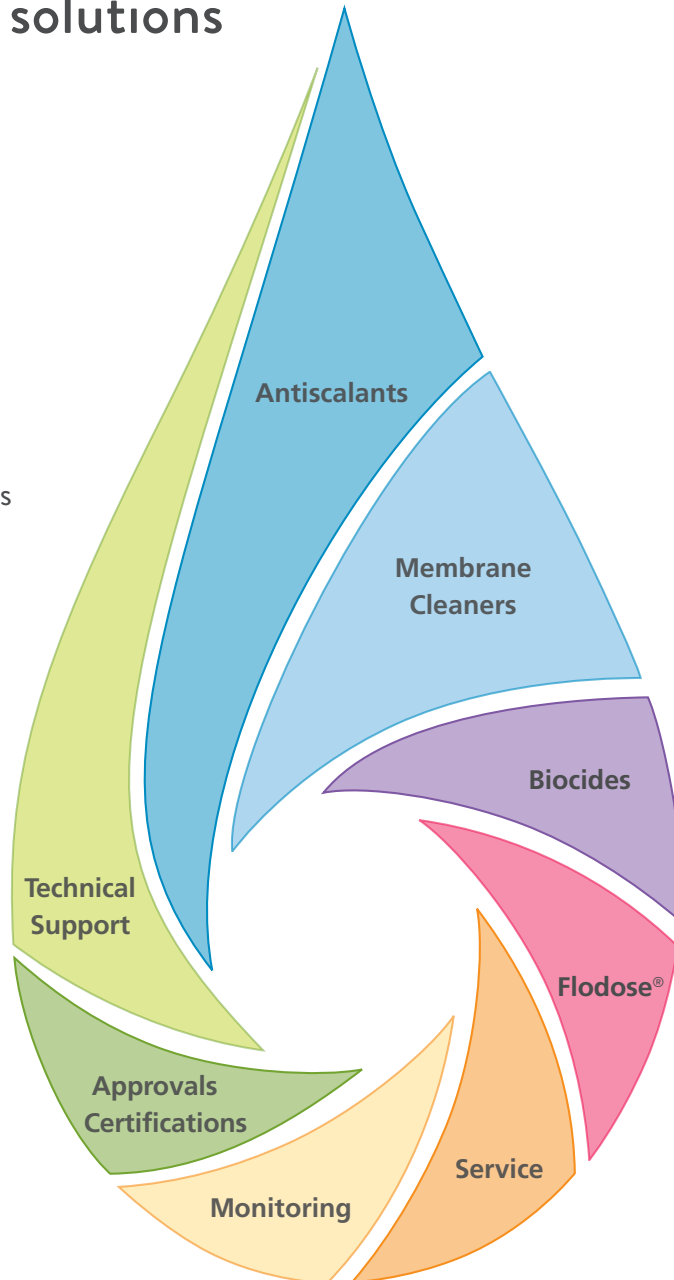 solutions
Antiscalants
s
Membrane
Cleaners
Biocides
Technical
Support
Flodose®
Approvals
Certifications
Service
Monitoring